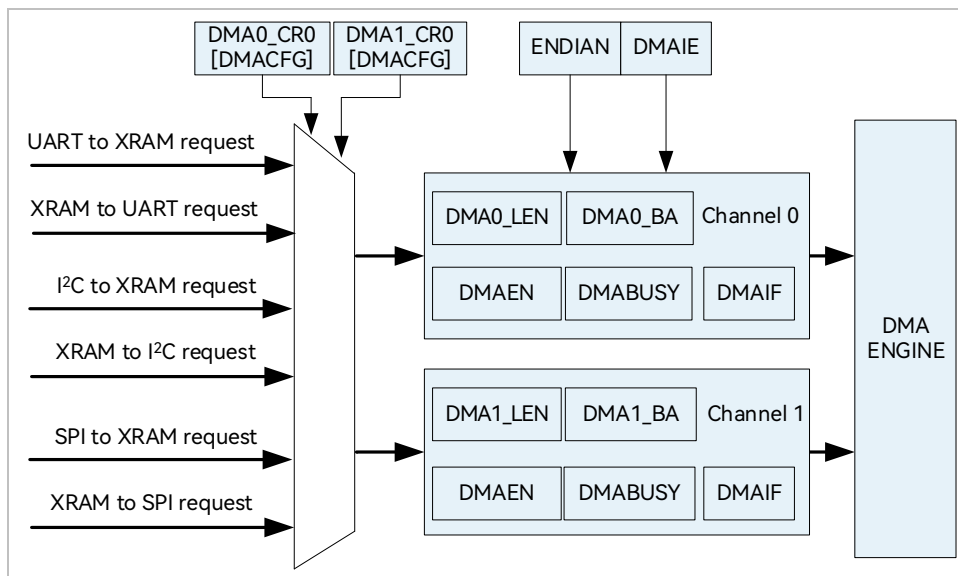 DMA0_CR0
[DMACFG]
DMA1_CR0
[DMACFG]
ENDIAN
DMAIE
UART to XRAM request
XRAM to UART request
I²C to XRAM request
XRAM to I²C request
SPI to XRAM request
XRAM to SPI request
DMA0_LEN
DMA0_BA
Channel 0
DMAEN
DMABUSY
DMAIF
DMA1_LEN
DMA1_BA
Channel 1
DMAEN
DMABUSY
DMAIF
DMA
ENGINE